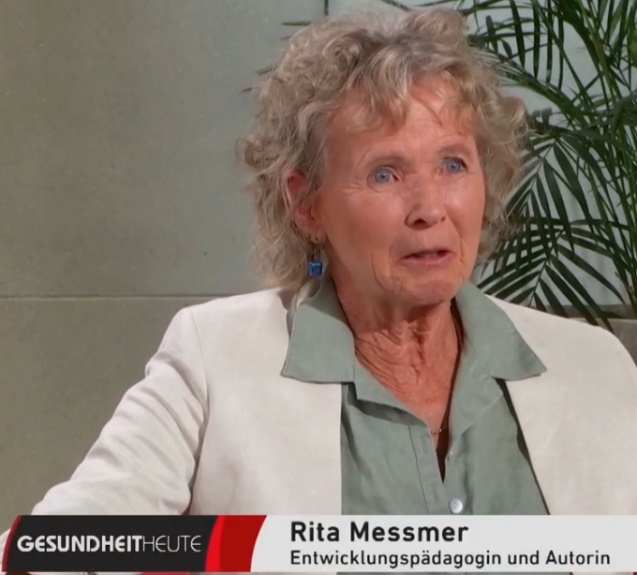 GESUNDHEITHEUTE
Rita Messmer
Entwicklungspädagogin und Autorin